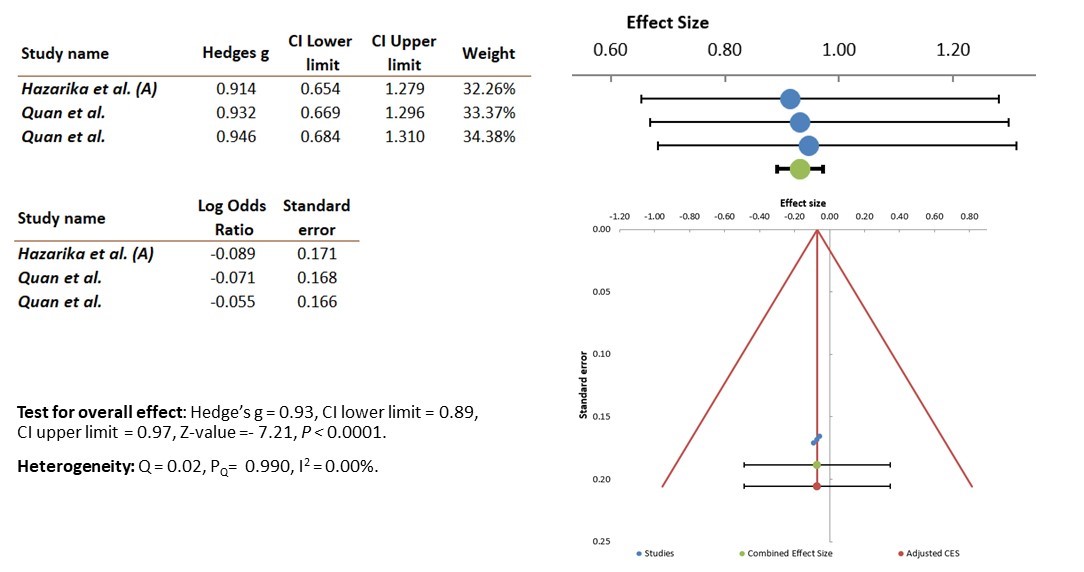 Study name Hedges g CI Lower limit CI Upper limit Weight
Hazarika et al. (A) 0.914 0.654 1.279 32.26%
Quan et al. 0.932 0.669 1.296 33.37%
Quan et al. 0.946 0.684 1.310 34.38%
Effect Size
0.60 0.80 1.00 1.20
Study name Log Odds Ratio Standard error
Hazarika et al. (A) -0.089 0.171
Quan et al. -0.071 0.168
Quan et al. -0.055 0.166
Test for overall effect: Hedge’s g = 0.93, CI lower limit = 0.89,
CI upper limit = 0.97, Z-value =- 7.21, P < 0.0001.
Heterogeneity: Q = 0.02, PQ= 0.990, I2 = 0.00%.
Effect size
-1.20 -1.00 -0.80 -0.60 -0.40 -0.20 0.00 0.20 0.40 0.60 0.80
0.00
0.05
0.10
0.15
0.20
0.25
Standard error
Studies Combined Effect Size Adjusted CES